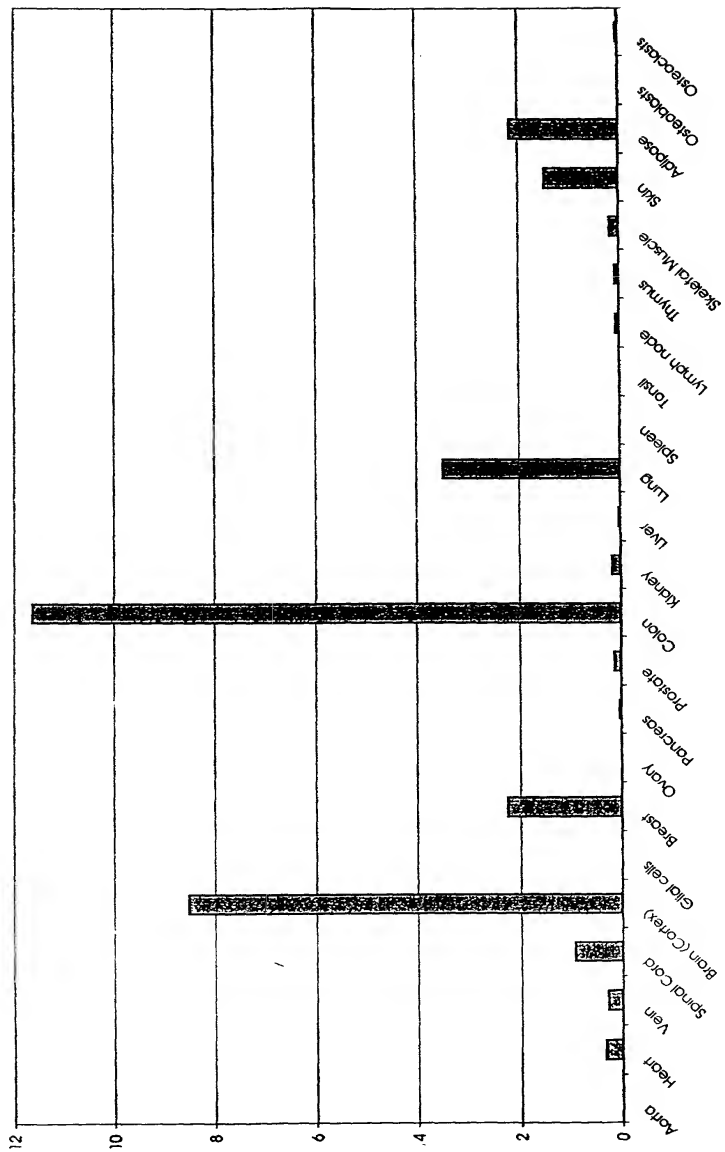 12
10
8
6
4
2
0
Aorta
Heart
Vein
Spinal Cord
Brain (Cortex)
Glial cells
Breast
Ovary
Pancreas
Prostate
Colon
Kidney
Liver
Lung
Spleen
Tonsil
Lymph node
Thymus
Skeletal Muscle
Skin
Adipose
Osteoblasts
Osteoclasts